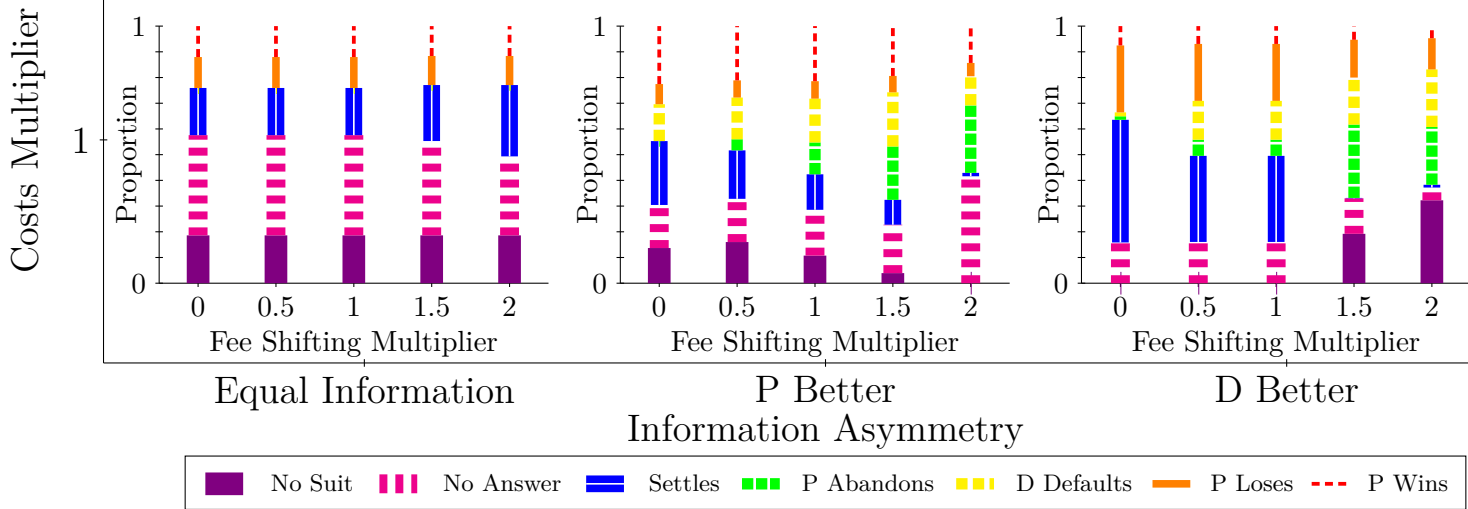 Costs Multiplier
1
Proportion
1
0
0 0.5 1 1.5 2
Fee Shifting Multiplier
Proportion
1
0
0 0.5 1 1.5 2
Fee Shifting Multiplier
Proportion
1
0
0 0.5 1 1.5 2
Fee Shifting Multiplier
Equal Information
P Better
D Better
Information Asymmetry
No Suit No Answer Settles P Abandons D Defaults P Loses P Wins